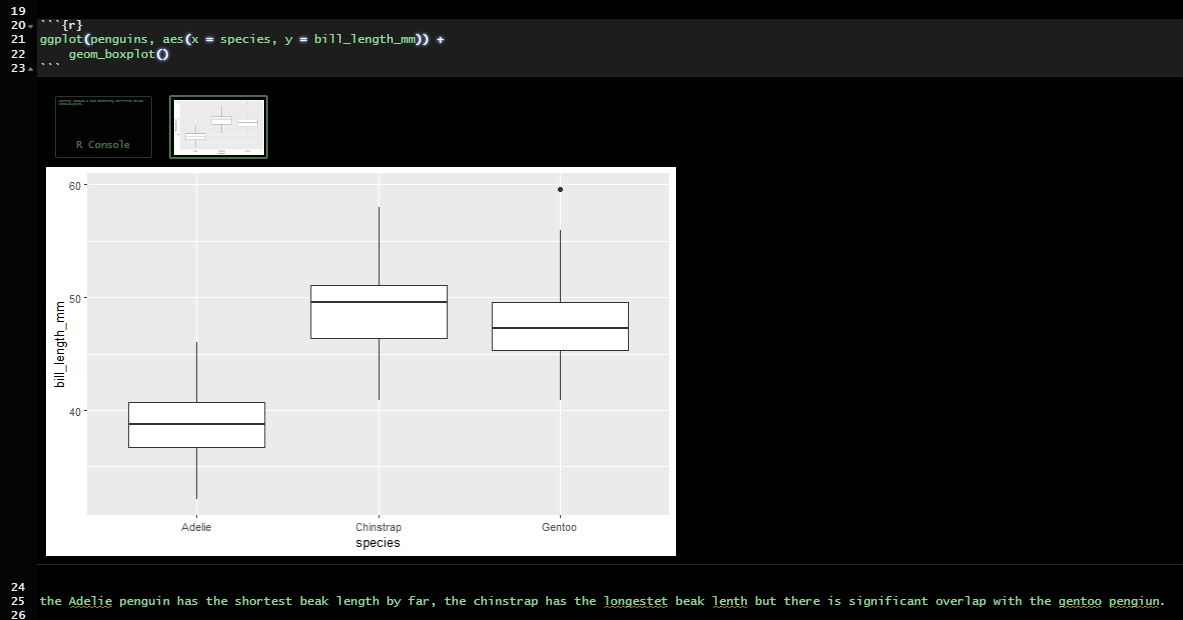 19
20 ```{r}
21 ggplot(penguins, aes(x = species, y = bill_length_mm)) +
22 geom_boxplot()
23 ```
R Console
60
50
40
bill_length_mm
Adelie Chinstrap Gentoo
species
24
25 the Adelie penguin has the shortest beak length by far, the chinstrap has the longestet beak lenth but there is significant overlap with the gentoo pengiun.
26